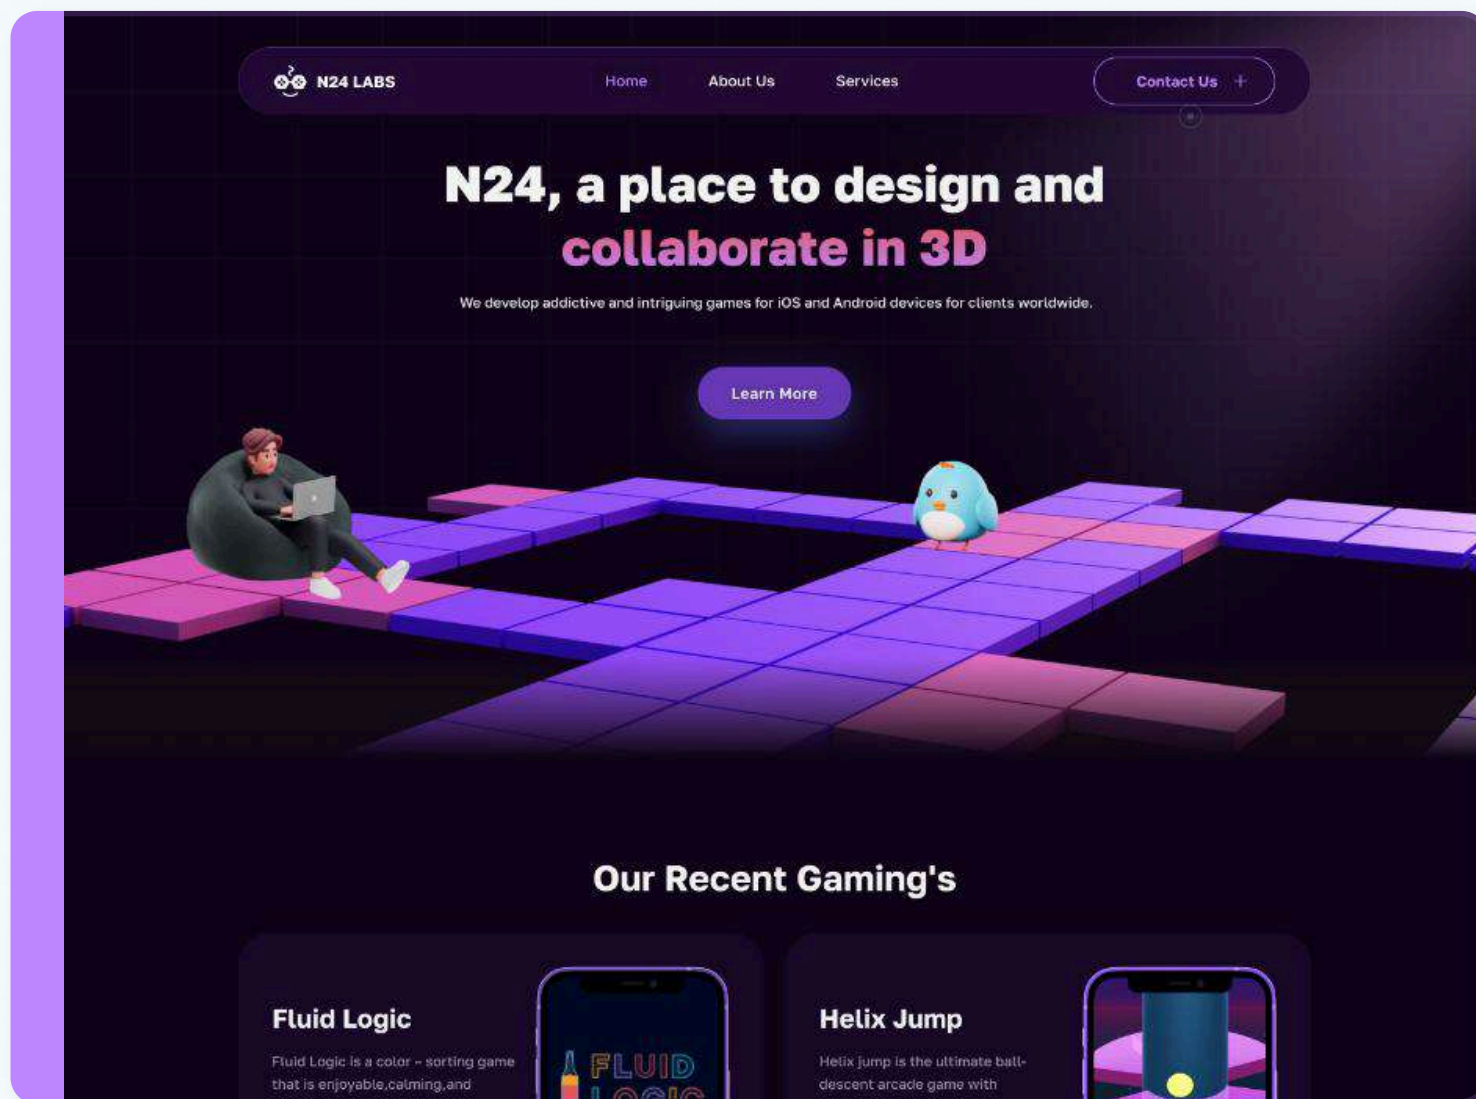 N24 LABS
Home
About Us
Services
Contact Us +
N24, a place to design and
collaborate in 3D
We develop addictive and intriguing games for iOS and Android devices for clients worldwide.
Learn More
Our Recent Gaming's
Fluid Logic
Fluid Logic is a color - sorting game
that is enjoyable,calming,and
FLUID
LOGIC
Helix Jump
Helix jump is the ultimate ball-
descent arcade game with